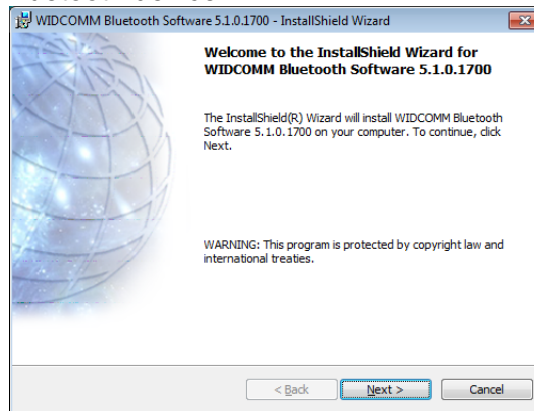 WIDCOMM Bluetooth Software 5.1.0.1700 - InstallShield Wizard
Welcome to the InstallShield Wizard for
WIDCOMM Bluetooth Software 5.1.0.1700
The InstallShield(R) Wizard will install WIDCOMM Bluetooth
Software 5.1.0.1700 on your computer. To continue, click
Next.
WARNING: This program is protected by copyright law and
international treaties.
< Back
Next >
Cancel